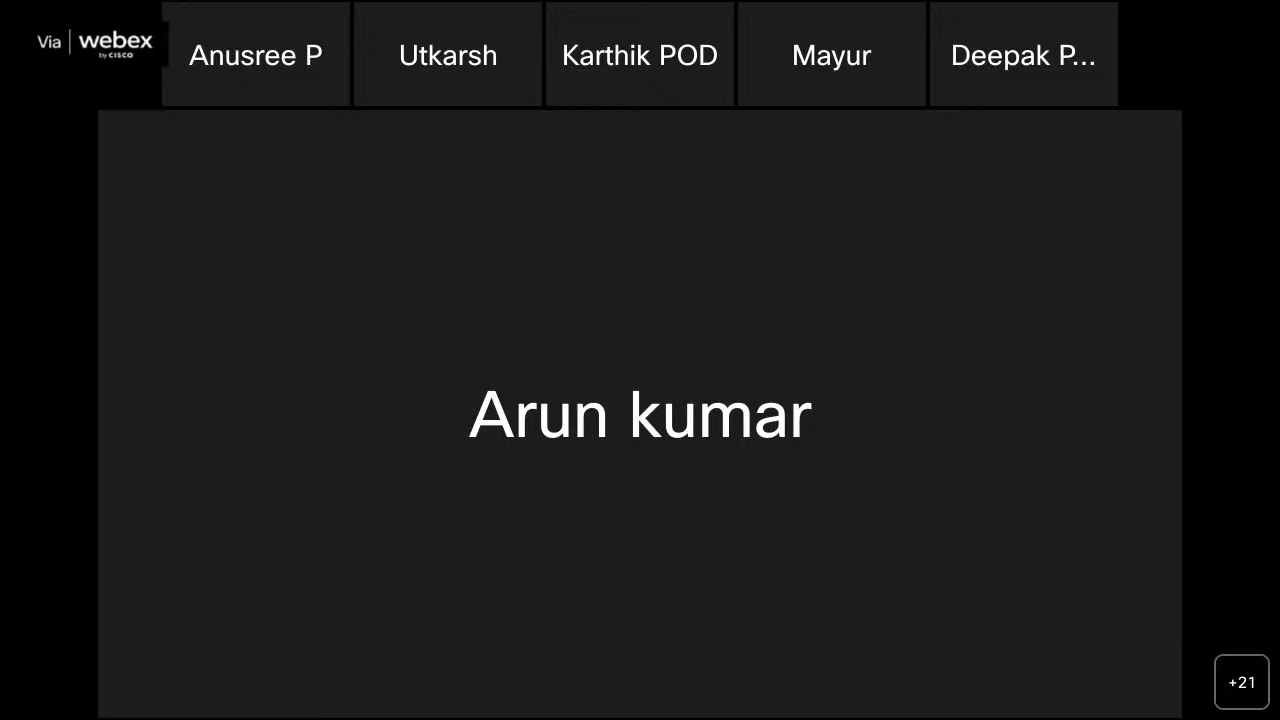 Via | webex
by CISCO
Anusree P
Utkarsh
Karthik POD
Mayur
Deepak P...
Arun kumar
+21